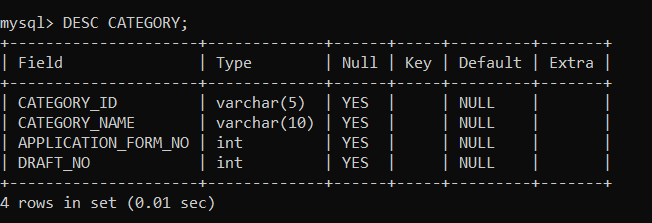 mysql> DESC CATEGORY;
+---------------------+-------------+------+-----+---------+-------+
| Field               | Type        | Null | Key | Default | Extra |
+---------------------+-------------+------+-----+---------+-------+
| CATEGORY_ID         | varchar(5)  | YES  |     | NULL    |       |
| CATEGORY_NAME       | varchar(10) | YES  |     | NULL    |       |
| APPLICATION_FORM_NO | int         | YES  |     | NULL    |       |
| DRAFT_NO            | int         | YES  |     | NULL    |       |
+---------------------+-------------+------+-----+---------+-------+
4 rows in set (0.01 sec)